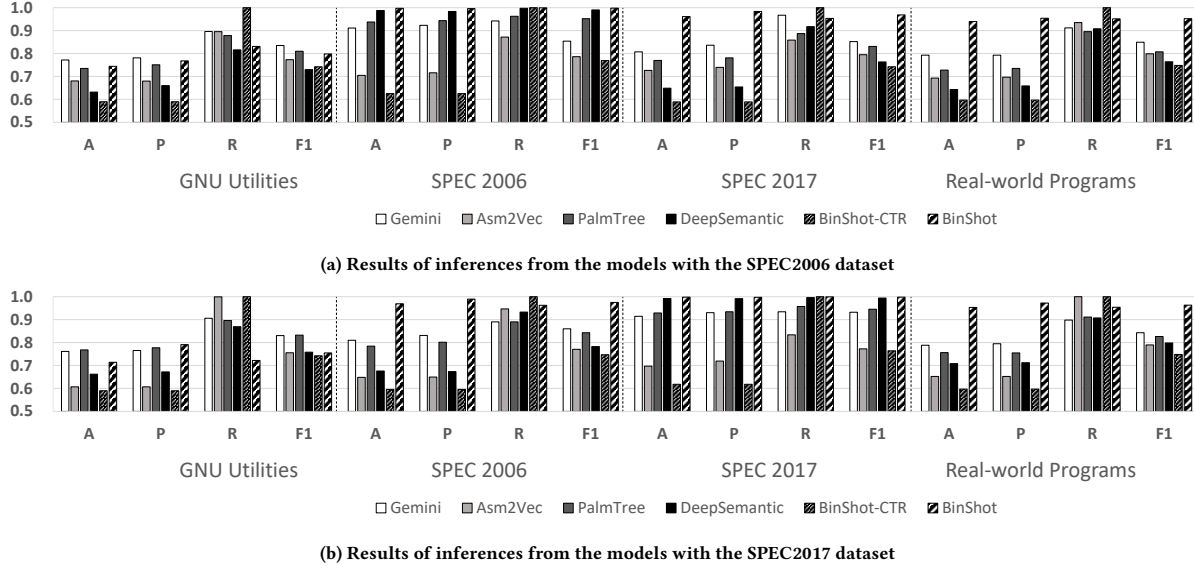 1.0
0.9
0.8
0.7
0.6
0.5
A P R F1 A P R F1 A P R F1 A P R F1
GNU Utilities SPEC 2006 SPEC 2017 Real-world Programs
Gemini Asm2Vec PalmTree DeepSemantic BinShot-CTR BinShot
(a) Results of inferences from the models with the SPEC2006 dataset
1.0
0.9
0.8
0.7
0.6
0.5
A P R F1 A P R F1 A P R F1 A P R F1
GNU Utilities SPEC 2006 SPEC 2017 Real-world Programs
Gemini Asm2Vec PalmTree DeepSemantic BinShot-CTR BinShot
(b) Results of inferences from the models with the SPEC2017 dataset